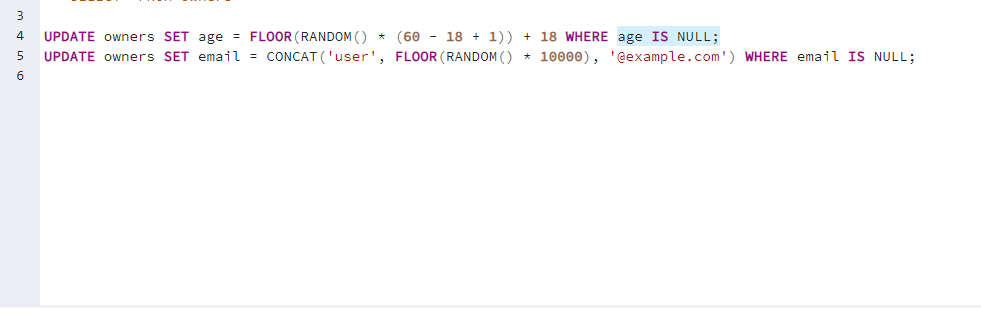 3
4 UPDATE owners SET age = FLOOR(RANDOM() * (60 - 18 + 1)) + 18 WHERE age IS NULL;
5 UPDATE owners SET email = CONCAT('user', FLOOR(RANDOM() * 10000), '@example.com') WHERE email IS NULL;
6